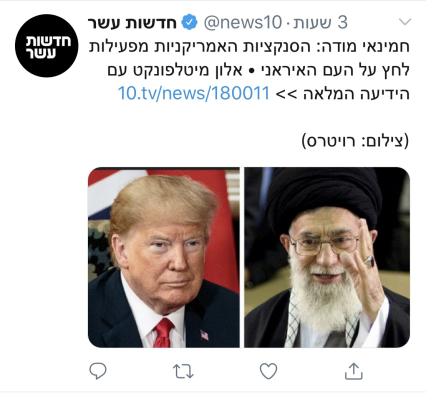 חדשות עשר @news10 · 3 שעות
חמינאי מודה: הסנקציות האמריקניות מפעילות
לחץ על העם האיראני • אלון מיטלפונקט עם
הידיעה המלאה >> 10.tv/news/180011
(צילום: רויטרס)
חדשות
עשר